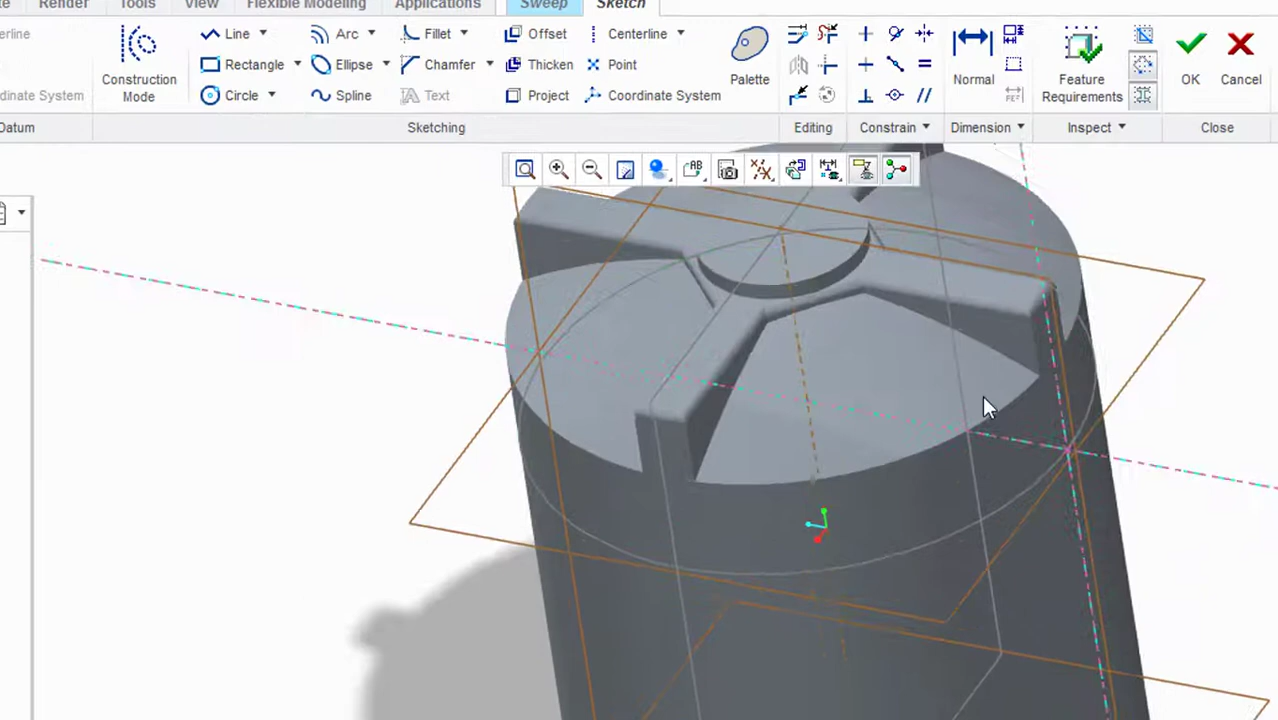 Render Tools View Flexible Modeling Applications Sweep Sketch
Line Arc Fillet Offset Centerline
Rectangle Ellipse Chamfer Thicken Point
Circle Spline Text Project Coordinate System
Construction
Mode
Palette
Normal
Feature
Requirements
OK Cancel
erline
dinate System
Datum Sketching Editing Constrain Dimension Inspect Close